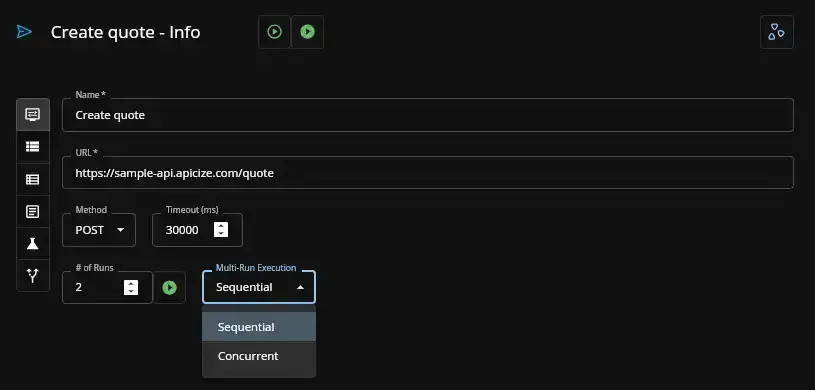 Create quote - Info
Name *
Create quote
URL *
https://sample-api.apicize.com/quote
Method
POST
Timeout (ms)
30000
# of Runs
2
Multi-Run Execution
Sequential
Sequential
Concurrent